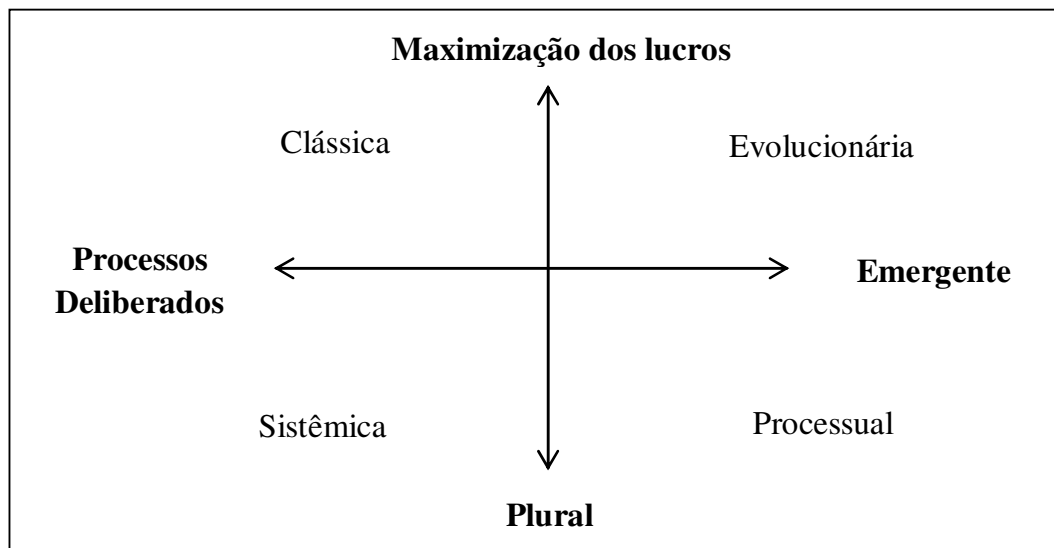 Maximização dos lucros
Clássica
Evolucionária
Processos
Deliberados
Emergente
Sistêmica
Processual
Plural